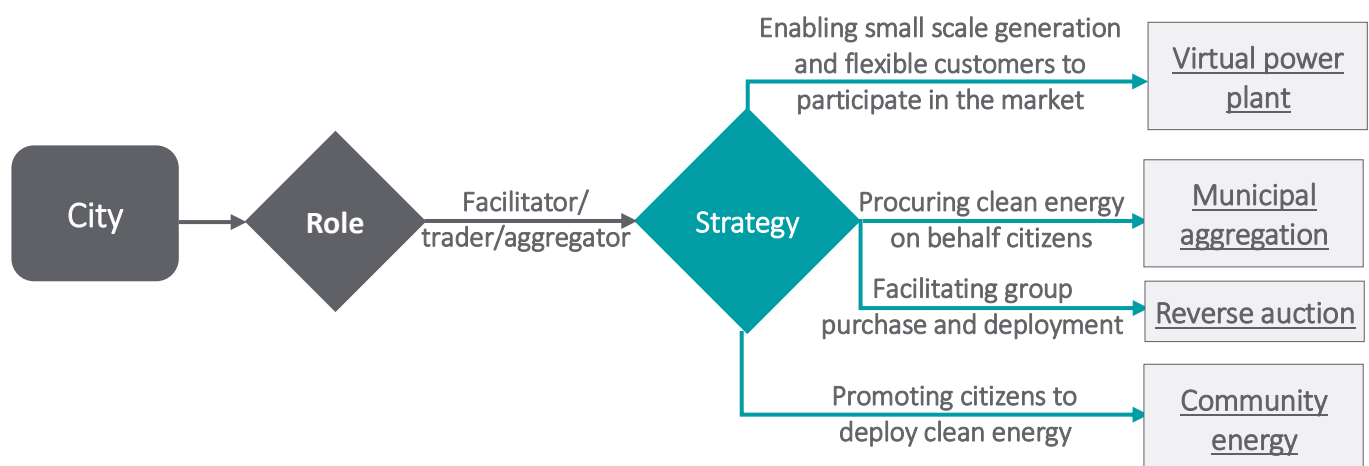 City
Role
Facilitator/
trader/aggregator
Strategy
Enabling small scale generation
and flexible customers to
participate in the market
Virtual power
plant
Procuring clean energy
on behalf citizens
Municipal
aggregation
Facilitating group
purchase and deployment
Reverse auction
Promoting citizens to
deploy clean energy
Community
energy